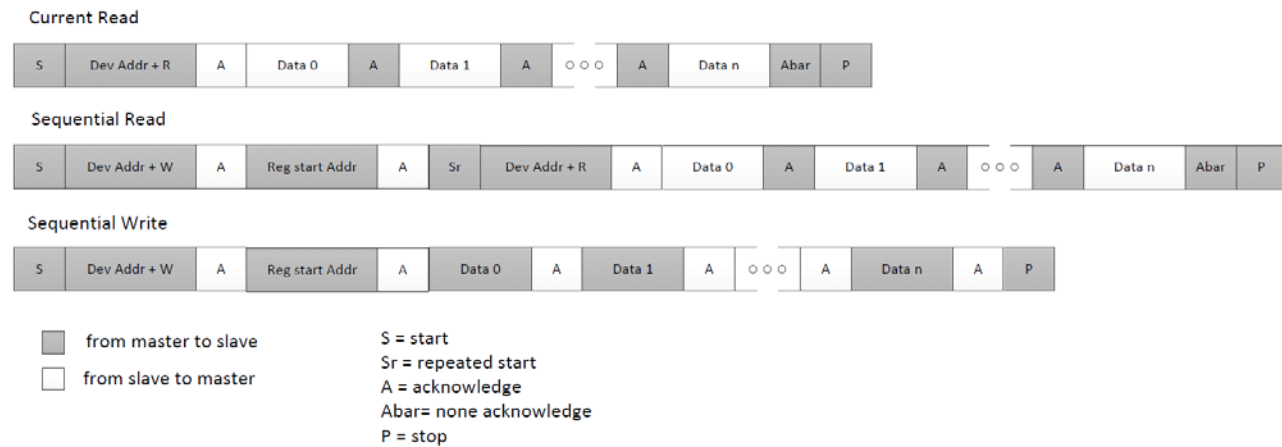 Current Read
S Dev Addr + R A Data 0 A Data 1 A A Data n Abar P
Sequential Read
S Dev Addr + W A Reg start Addr A Sr Dev Addr + R A Data 0 A Data 1 A A Data n Abar P
Sequential Write
S Dev Addr + W A Reg start Addr A Data 0 A Data 1 A A Data n A P
from master to slave
from slave to master
S = start
Sr = repeated start
A = acknowledge
Abar= none acknowledge
P = stop